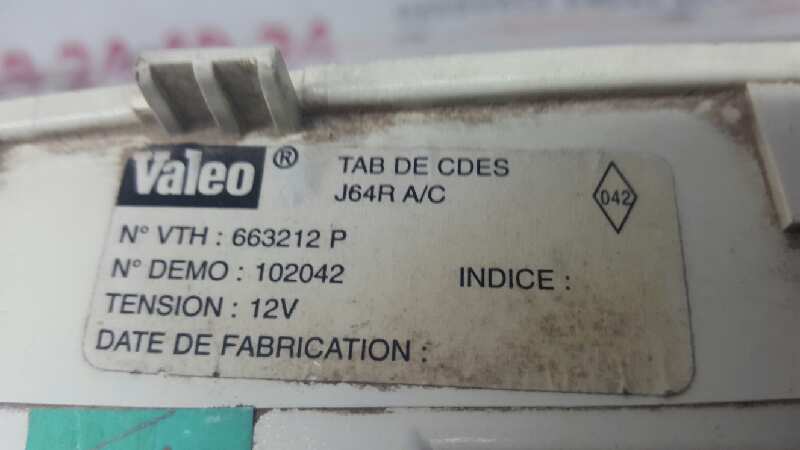 Valeo ® TAB DE CDES
J64R A/C
042
N° VTH : 663212 P
N° DEMO : 102042 INDICE :
TENSION : 12V
DATE DE FABRICATION :